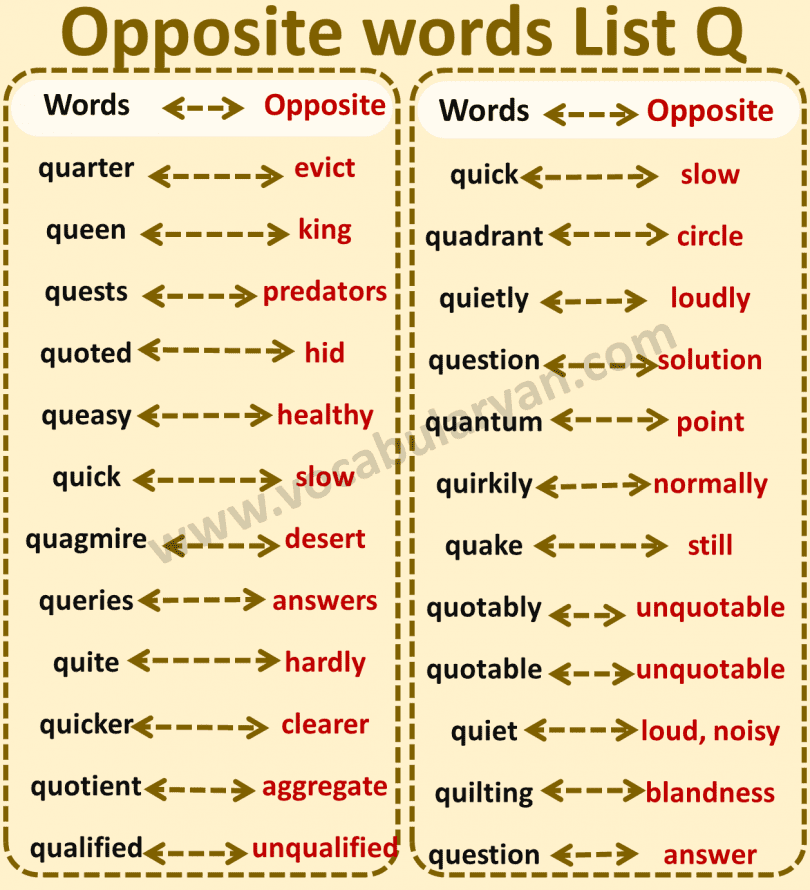 Opposite words List Q
Words Opposite
quarter evict
queen king
quests predators
quoted hid
queasy healthy
quick slow
quagmire desert
queries answers
quite hardly
quicker clearer
quotient aggregate
qualified unqualified
Words Opposite
quick slow
quadrant circle
quietly loudly
question solution
quantum point
quirkily normally
quake still
quotably unquotable
quotable unquotable
quiet loud, noisy
quilting blandness
question answer
www.vocabularyan.com